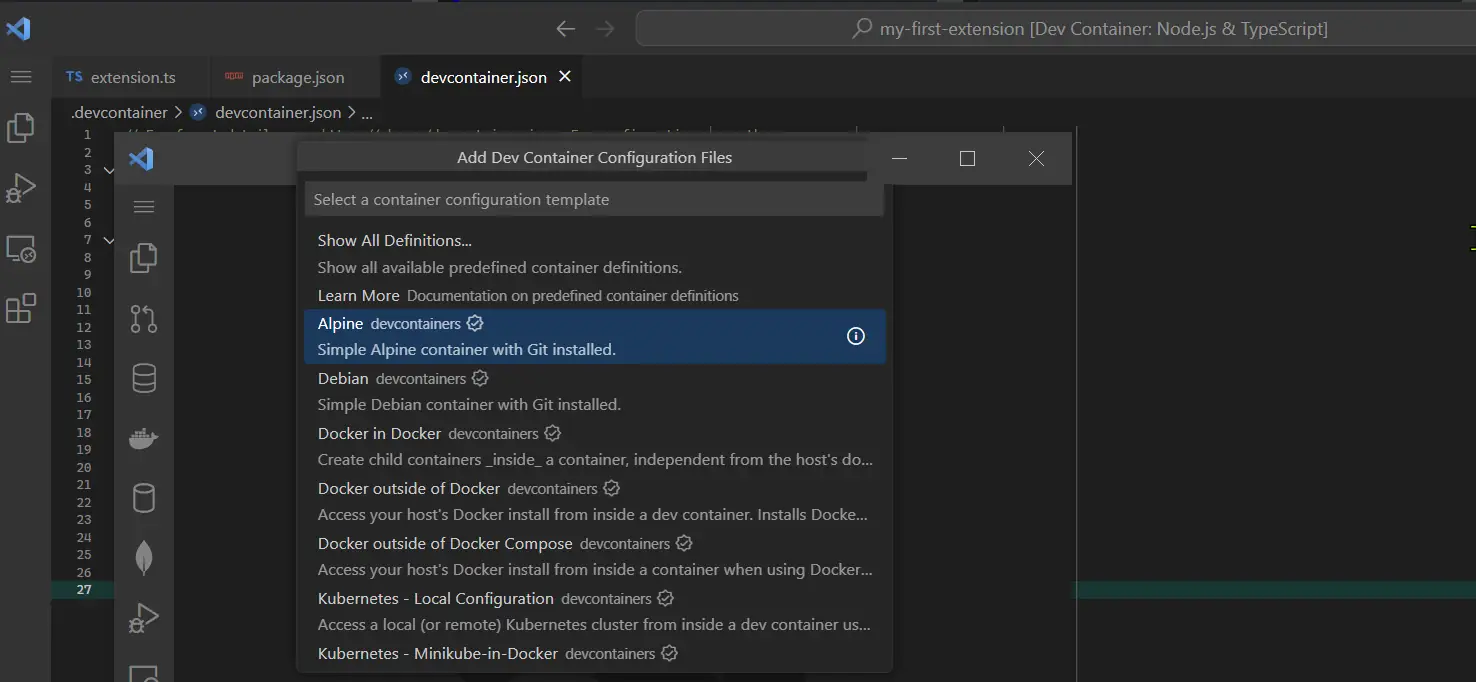 my-first-extension [Dev Container: Node.js & TypeScript]
TS extension.ts package.json devcontainer.json
.devcontainer > devcontainer.json > ...
1
2
3
4
5
6
7
8
9
10
11
12
13
14
15
16
17
18
19
20
21
22
23
24
25
26
27
Add Dev Container Configuration Files
Select a container configuration template
Show All Definitions...
Show all available predefined container definitions.
Learn More Documentation on predefined container definitions
Alpine devcontainers
Simple Alpine container with Git installed.
Debian devcontainers
Simple Debian container with Git installed.
Docker in Docker devcontainers
Create child containers _inside_ a container, independent from the host's do...
Docker outside of Docker devcontainers
Access your host's Docker install from inside a dev container. Installs Docke...
Docker outside of Docker Compose devcontainers
Access your host's Docker install from inside a container when using Docker...
Kubernetes - Local Configuration devcontainers
Access a local (or remote) Kubernetes cluster from inside a dev container us...
Kubernetes - Minikube-in-Docker devcontainers